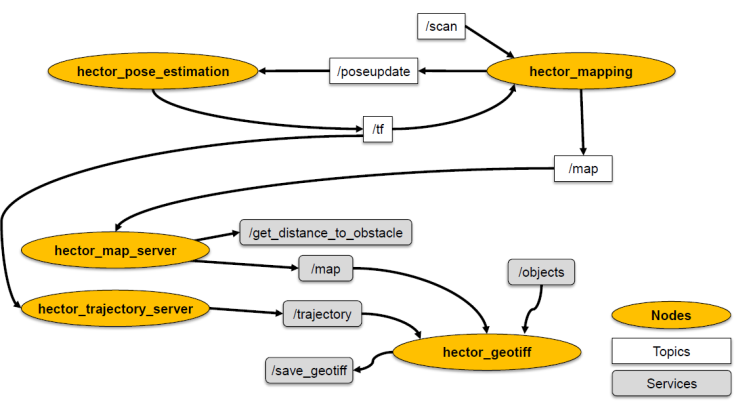 /scan
hector_pose_estimation
/poseupdate
hector_mapping
/tf
/map
/get_distance_to_obstacle
hector_map_server
/map
/objects
hector_trajectory_server
/trajectory
Nodes
hector_geotiff
Topics
/save_geotiff
Services